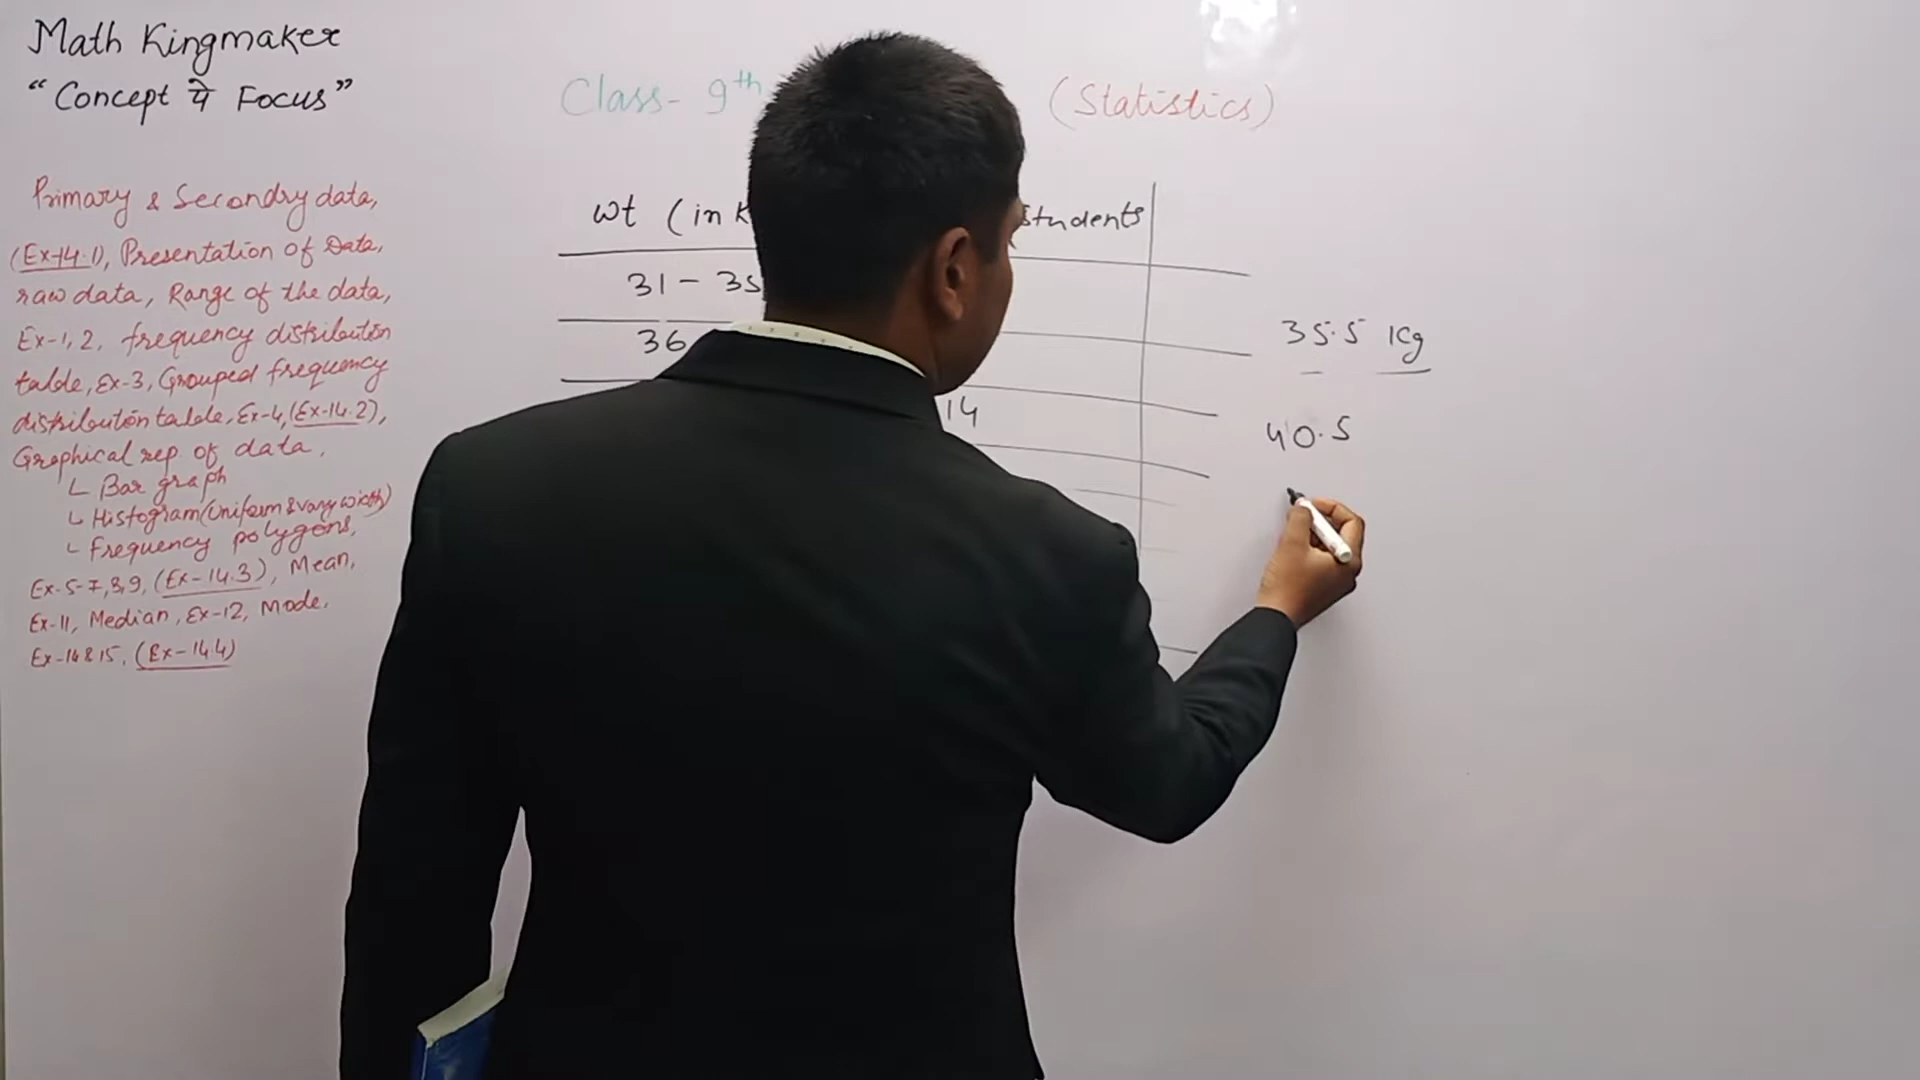 Math Kingmaker
“Concept पे Focus”
Class- 9th
(Statistics)
Primary & Secondry data,
(Ex-14.1), Presentation of Data,
raw data, Range of the data,
Ex-1, 2, frequency distribution
table, Ex-3, Grouped frequency
distribution table, Ex-4, (Ex-14.2),
Graphical rep of data,
↳ Bar graph
↳ Histogram (Uniform & vary width)
↳ Frequency polygons,
Ex-5-7, 8, 9, (Ex-14.3), Mean,
Ex-11, Median, Ex-12, Mode,
Ex-14&15, (Ex-14.4)
wt (in K
students
31 - 35
36
14
35.5 Kg
40.5